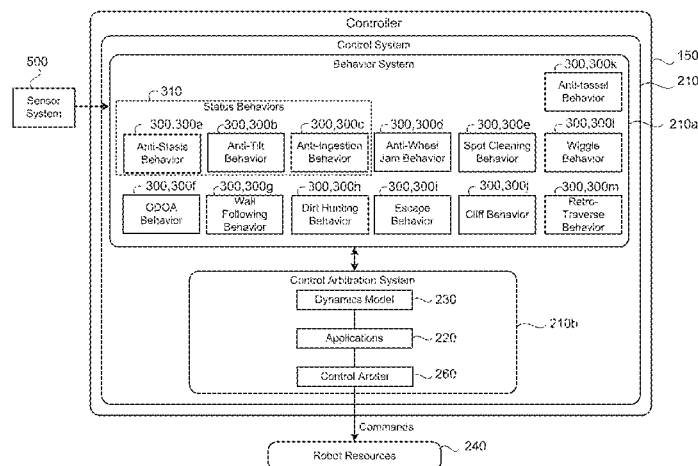 Controller
Control System
Behavior System
500
Sensor System
150
210
210a
310
Status Behaviors
300,300k
Anti-tassel Behavior
300,300a
Anti-Stasis Behavior
300,300b
Anti-Tilt Behavior
300,300c
Anti-Ingestion Behavior
300,300d
Anti-Wheel Jam Behavior
300,300e
Spot Cleaning Behavior
300,300l
Wiggle Behavior
300,300f
ODOA Behavior
300,300g
Wall Following Behavior
300,300h
Dirt Hunting Behavior
300,300i
Escape Behavior
300,300j
Cliff Behavior
300,300m
Retro-Traverse Behavior
Control Arbitration System
Dynamics Model
230
Applications
220
Control Arbiter
260
210b
Commands
Robot Resources
240